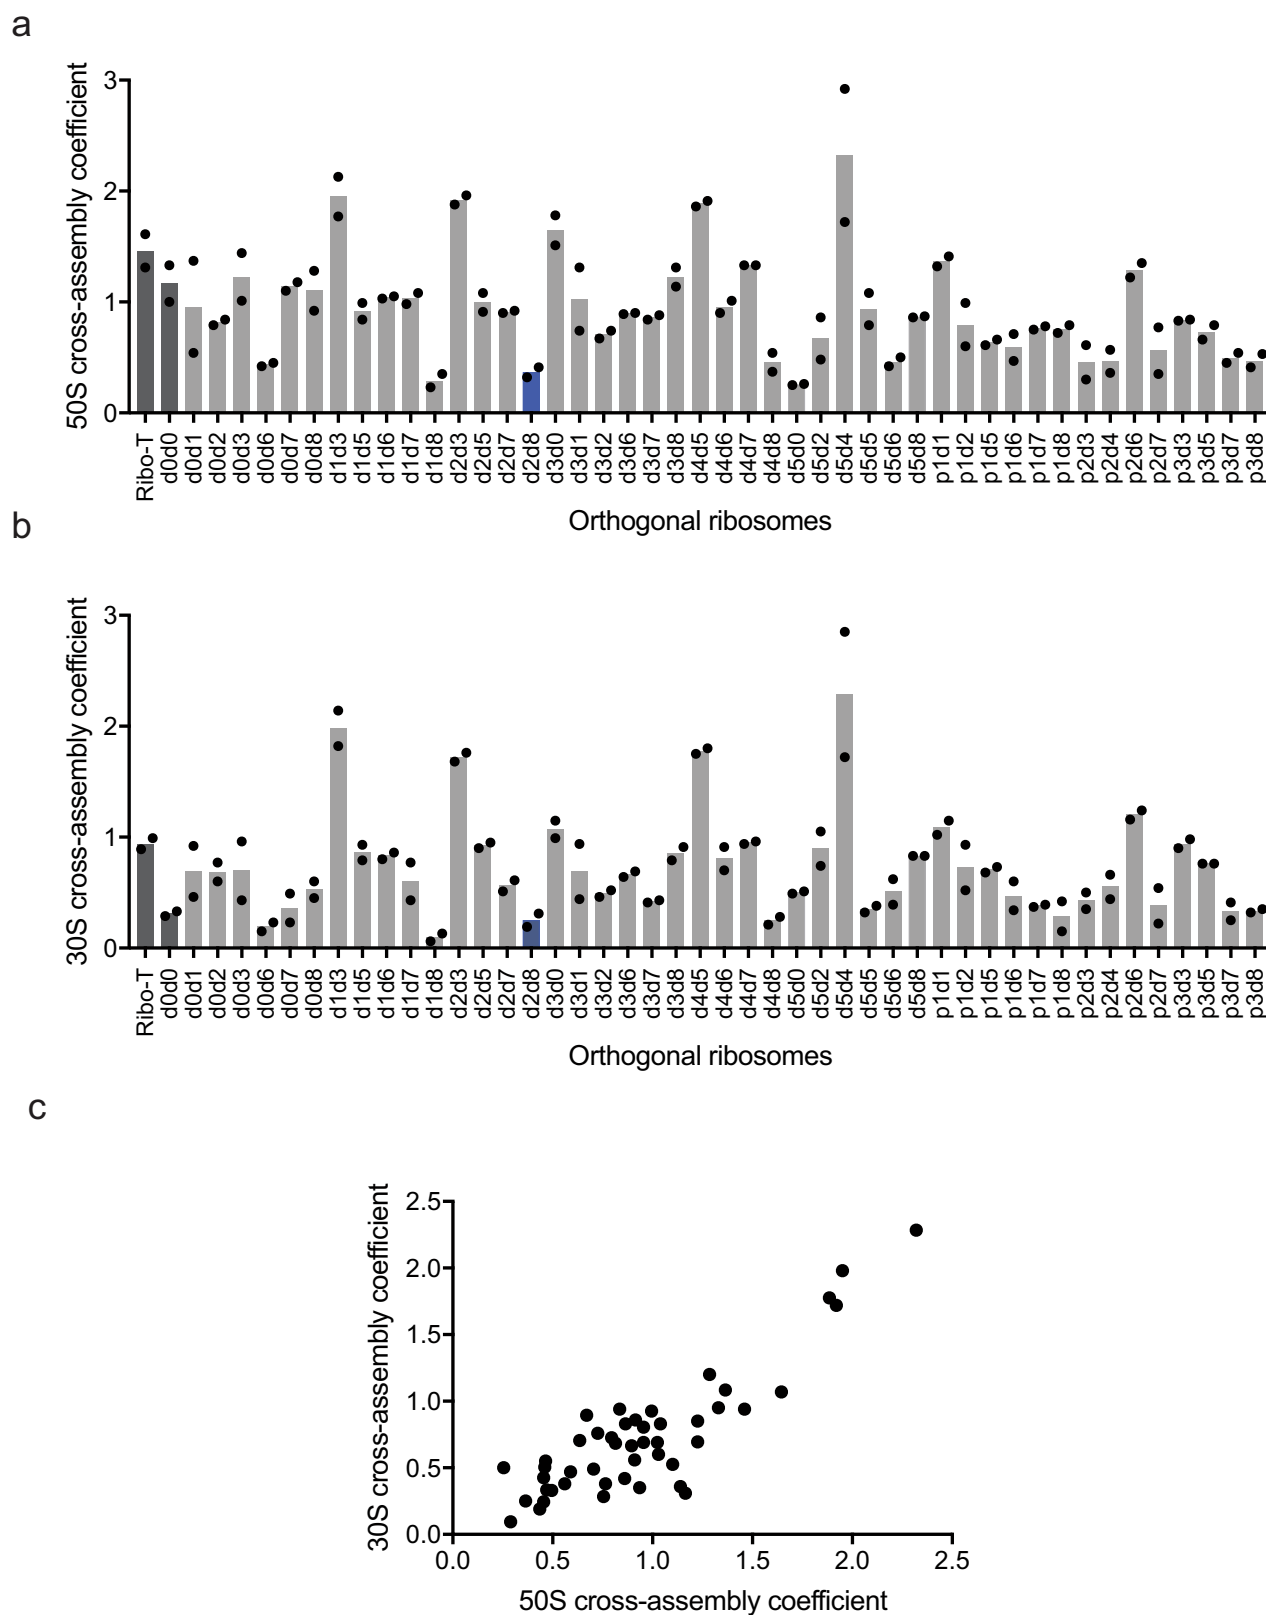 a
50S cross-assembly coefficient
3
2
1
0
Ribo-T d0d0 d0d1 d0d2 d0d3 d0d6 d0d7 d0d8 d1d3 d1d5 d1d6 d1d7 d1d8 d2d3 d2d5 d2d7 d2d8 d3d0 d3d1 d3d2 d3d6 d3d7 d3d8 d4d5 d4d6 d4d7 d4d8 d5d0 d5d2 d5d4 d5d5 d5d6 d5d8 p1d1 p1d2 p1d5 p1d6 p1d7 p1d8 p2d3 p2d4 p2d6 p2d7 p3d3 p3d5 p3d7 p3d8
Orthogonal ribosomes
b
30S cross-assembly coefficient
3
2
1
0
Ribo-T d0d0 d0d1 d0d2 d0d3 d0d6 d0d7 d0d8 d1d3 d1d5 d1d6 d1d7 d1d8 d2d3 d2d5 d2d7 d2d8 d3d0 d3d1 d3d2 d3d6 d3d7 d3d8 d4d5 d4d6 d4d7 d4d8 d5d0 d5d2 d5d4 d5d5 d5d6 d5d8 p1d1 p1d2 p1d5 p1d6 p1d7 p1d8 p2d3 p2d4 p2d6 p2d7 p3d3 p3d5 p3d7 p3d8
Orthogonal ribosomes
c
30S cross-assembly coefficient
2.5
2.0
1.5
1.0
0.5
0.0
0.0 0.5 1.0 1.5 2.0 2.5
50S cross-assembly coefficient